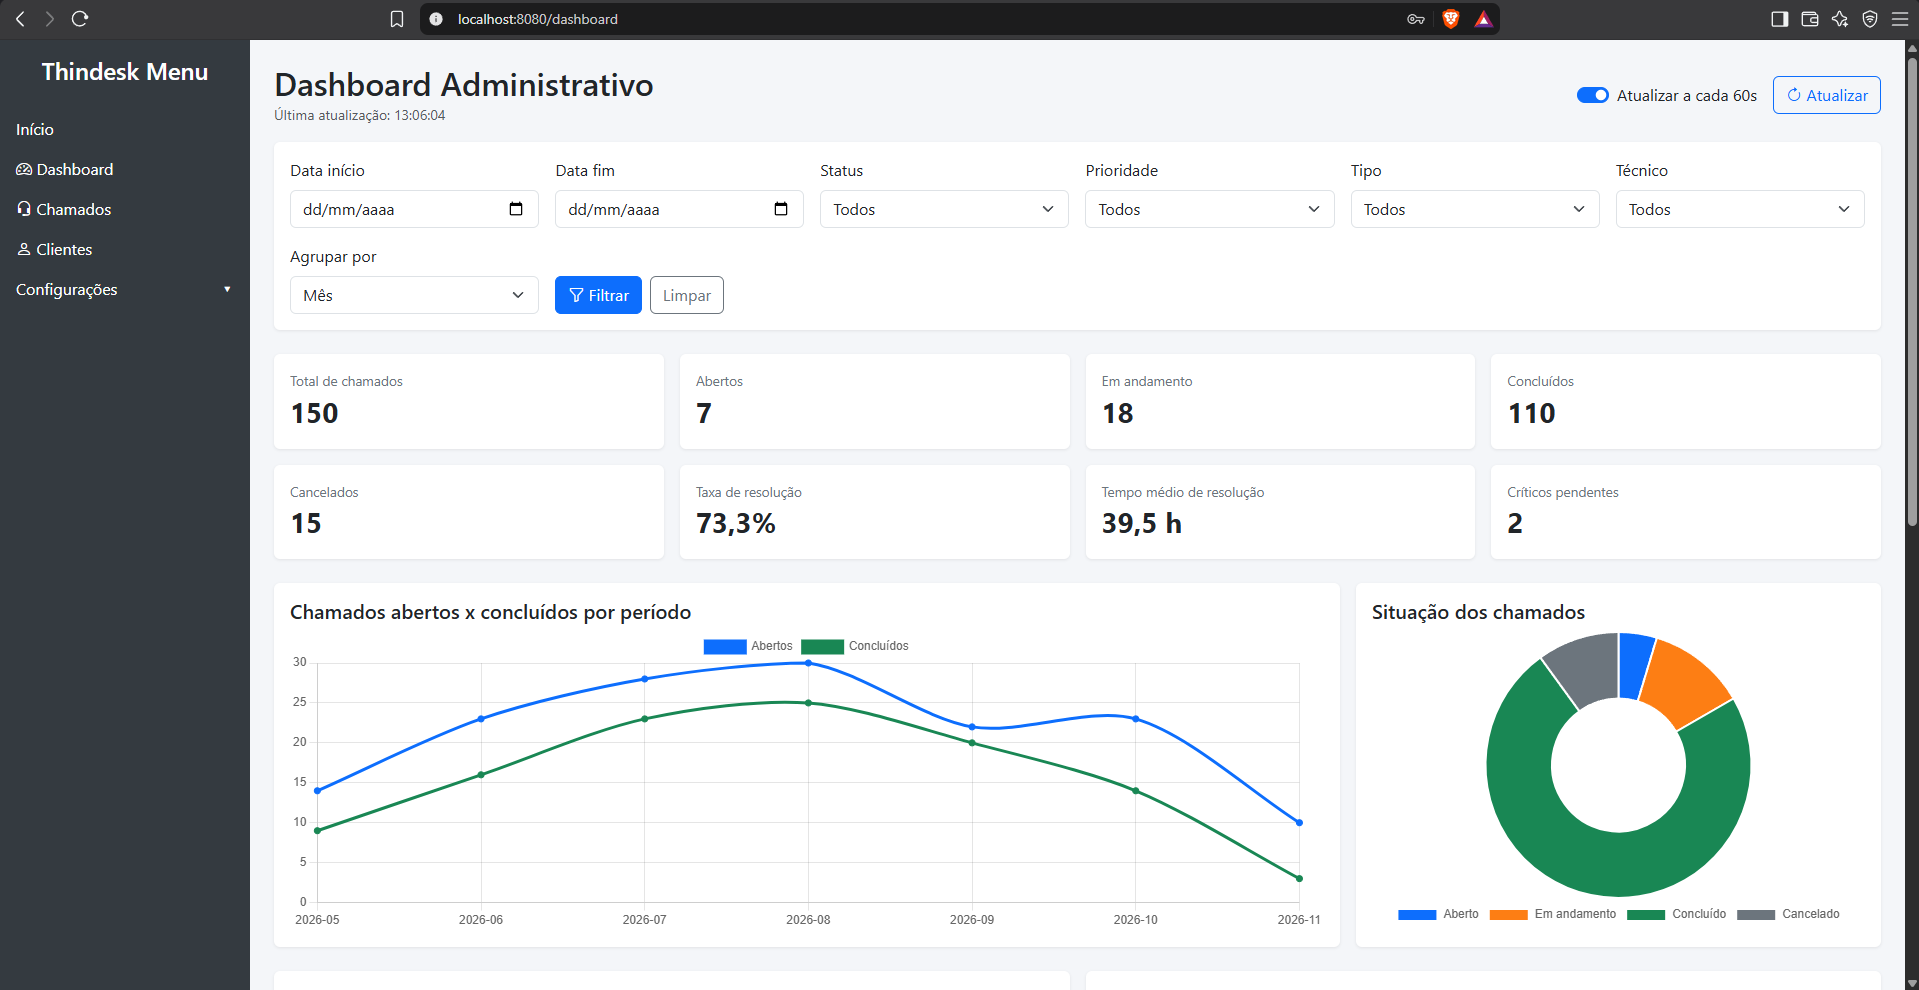 localhost:8080/dashboard
Thindesk Menu
Início
Dashboard
Chamados
Clientes
Configurações
Dashboard Administrativo
Última atualização: 13:06:04
Atualizar a cada 60s
Atualizar
Data início
Data fim
Status
Prioridade
Tipo
Técnico
dd/mm/aaaa
dd/mm/aaaa
Todos
Todos
Todos
Todos
Agrupar por
Mês
Filtrar
Limpar
Total de chamados
150
Abertos
7
Em andamento
18
Concluídos
110
Cancelados
15
Taxa de resolução
73,3%
Tempo médio de resolução
39,5 h
Críticos pendentes
2
Chamados abertos x concluídos por período
Abertos
Concluídos
30
25
20
15
10
5
0
2026-05
2026-06
2026-07
2026-08
2026-09
2026-10
2026-11
Situação dos chamados
Aberto
Em andamento
Concluído
Cancelado